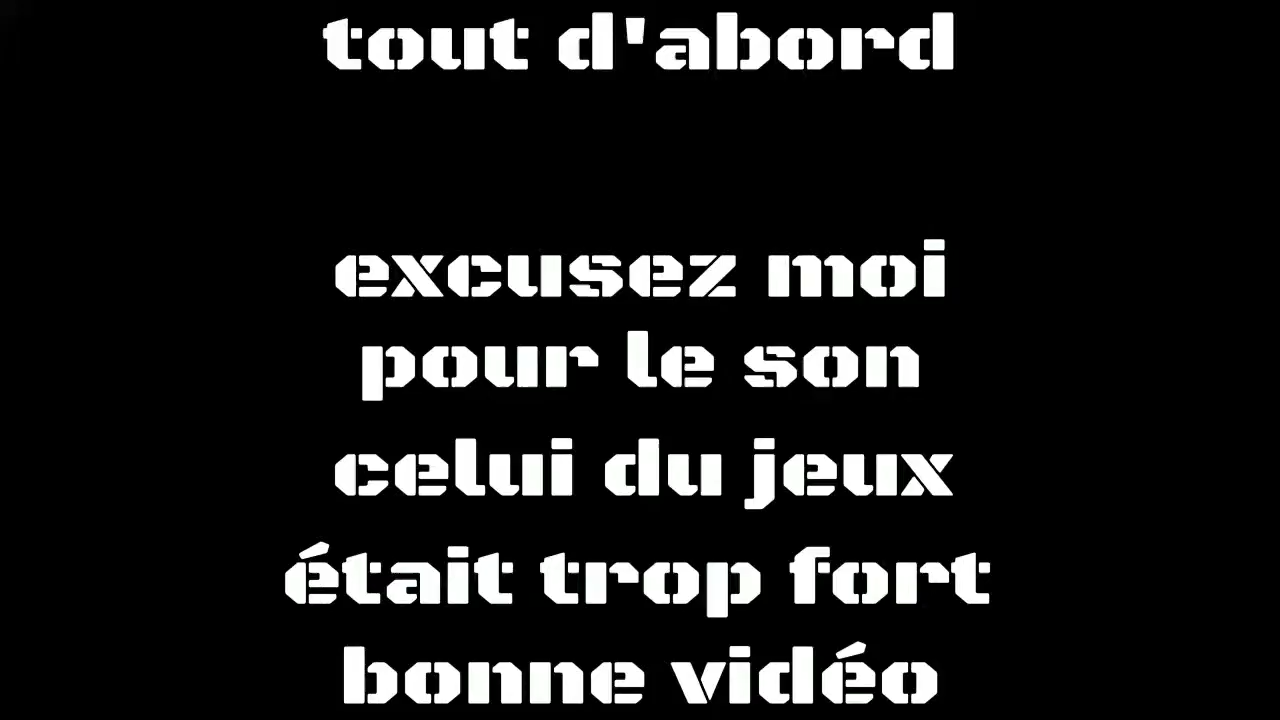 tout d'abord
excusez moi
pour le son
celui du jeux
était trop fort
bonne vidéo